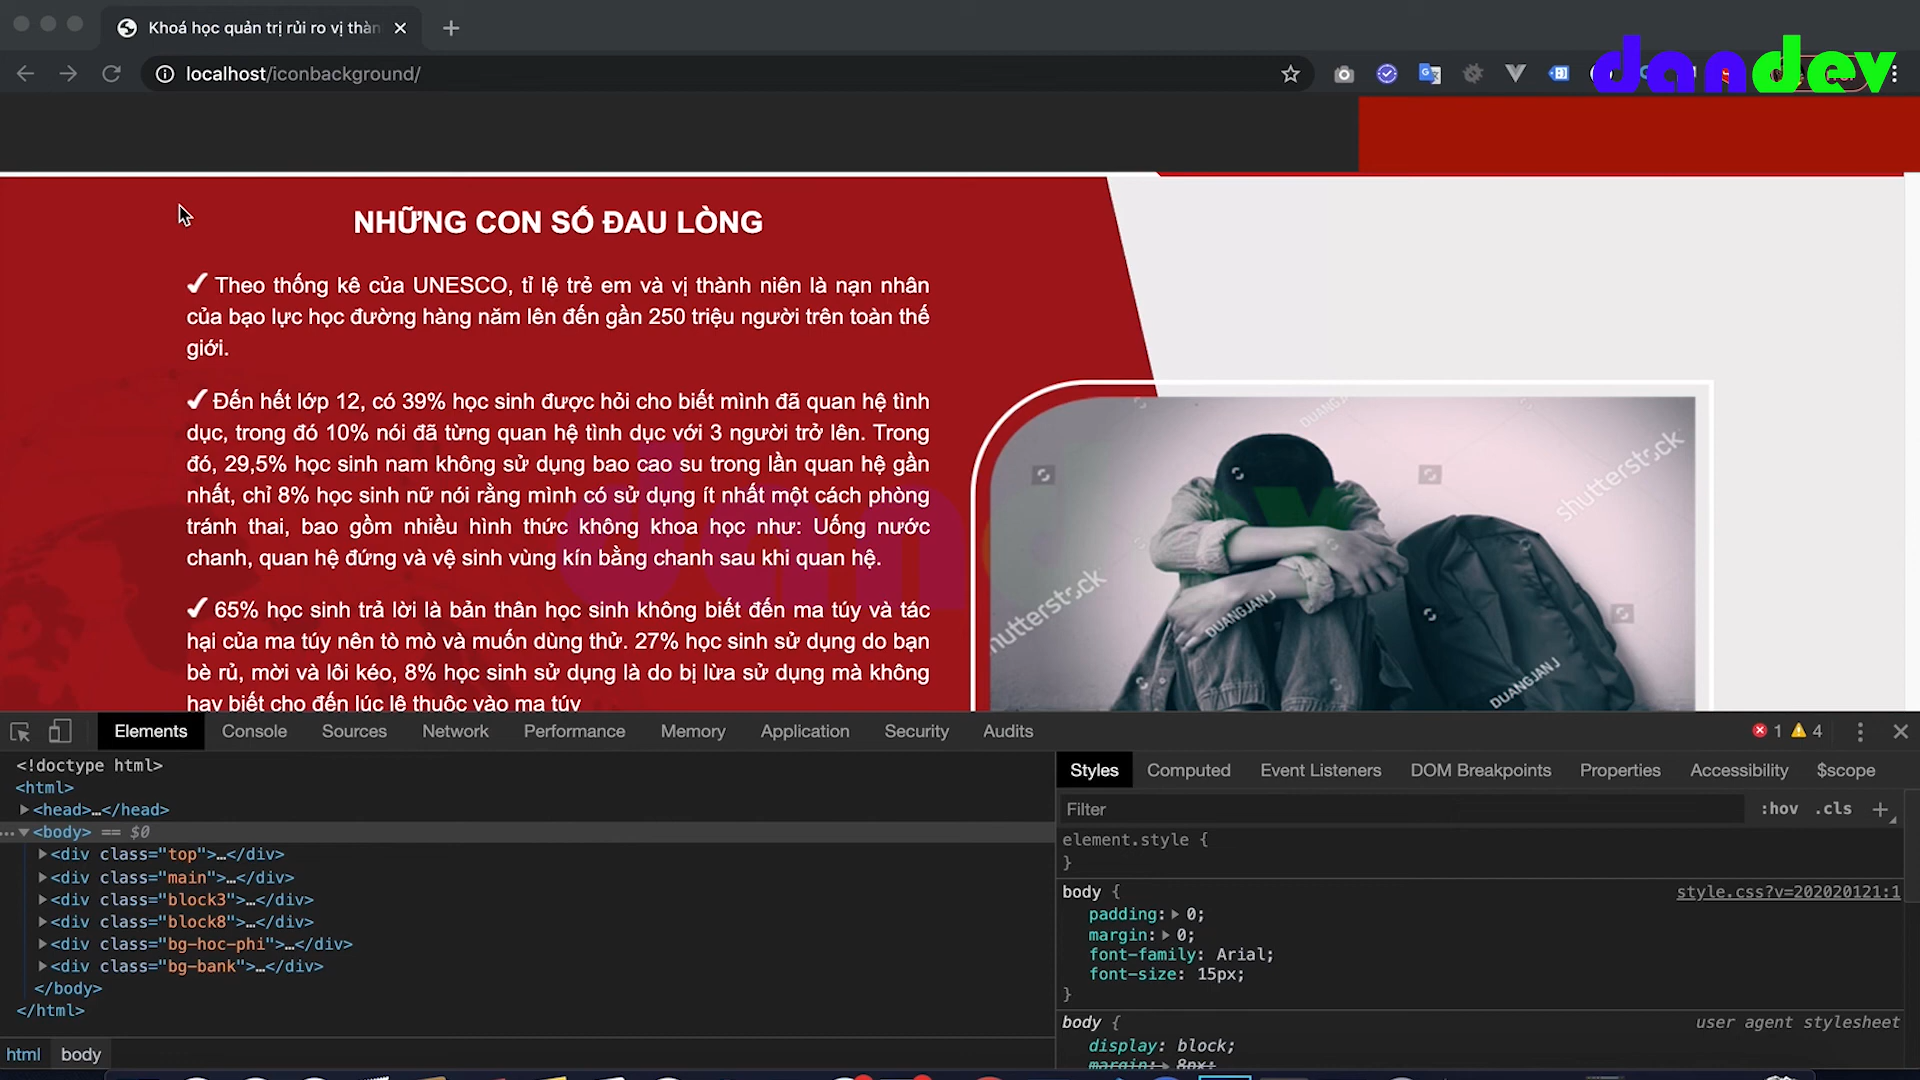 Khoá học quản trị rủi ro vị thàn
dandev
localhost/iconbackground/
NHỮNG CON SỐ ĐAU LÒNG
✓ Theo thống kê của UNESCO, tỉ lệ trẻ em và vị thành niên là nạn nhân
của bạo lực học đường hàng năm lên đến gần 250 triệu người trên toàn thế
giới.
✓ Đến hết lớp 12, có 39% học sinh được hỏi cho biết mình đã quan hệ tình
dục, trong đó 10% nói đã từng quan hệ tình dục với 3 người trở lên. Trong
đó, 29,5% học sinh nam không sử dụng bao cao su trong lần quan hệ gần
nhất, chỉ 8% học sinh nữ nói rằng mình có sử dụng ít nhất một cách phòng
tránh thai, bao gồm nhiều hình thức không khoa học như: Uống nước
chanh, quan hệ đứng và vệ sinh vùng kín bằng chanh sau khi quan hệ.
✓ 65% học sinh trả lời là bản thân học sinh không biết đến ma túy và tác
hại của ma túy nên tò mò và muốn dùng thử. 27% học sinh sử dụng do bạn
bè rủ, mời và lôi kéo, 8% học sinh sử dụng là do bị lừa sử dụng mà không
hay biết cho đến lúc lệ thuộc vào ma túy
shutterstock
DUANGJAN J
shutterstock
DUANGJAN J
DUANGJAN J
dandev
Elements Console Sources Network Performance Memory Application Security Audits 1 4
<!doctype html>
<html>
<head>…</head>
<body> == $0
<div class="top">…</div>
<div class="main">…</div>
<div class="block3">…</div>
<div class="block8">…</div>
<div class="bg-hoc-phi">…</div>
<div class="bg-bank">…</div>
</body>
</html>
html body
Styles Computed Event Listeners DOM Breakpoints Properties Accessibility $scope
Filter :hov .cls
element.style {
}
body { style.css?v=202020121:1
padding: 0;
margin: 0;
font-family: Arial;
font-size: 15px;
}
body { user agent stylesheet
display: block;
margin: 8px;